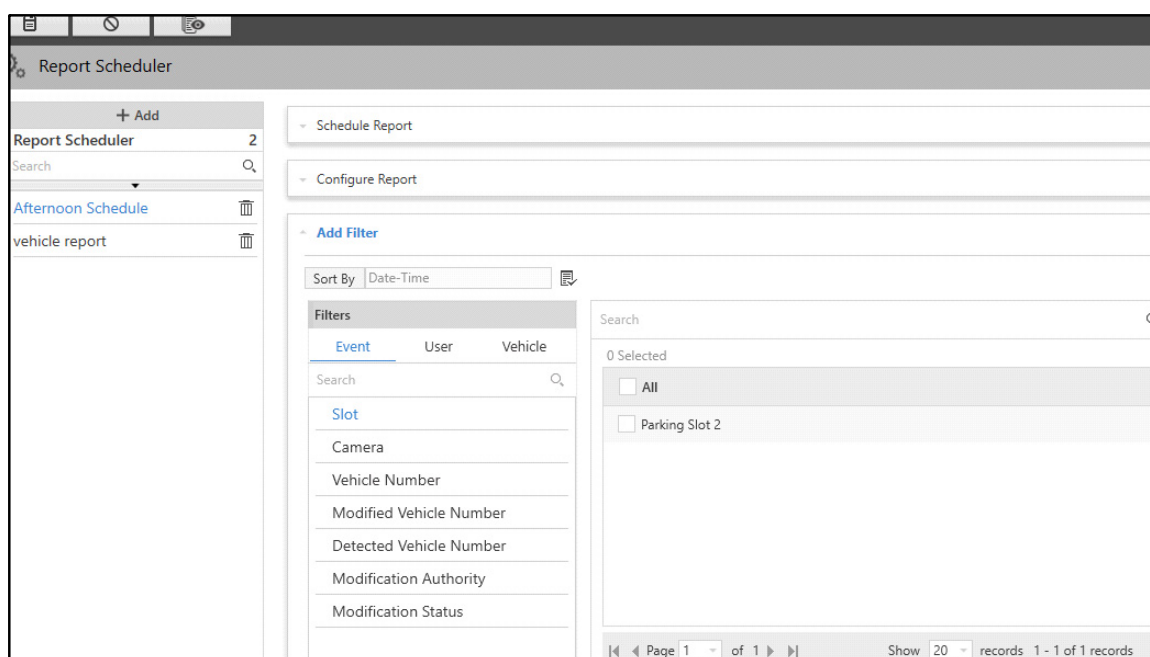 Report Scheduler
+ Add
Report Scheduler 2
Search
Afternoon Schedule
vehicle report
Schedule Report
Configure Report
Add Filter
Sort By Date-Time
Filters
Event User Vehicle
Search
Slot
Camera
Vehicle Number
Modified Vehicle Number
Detected Vehicle Number
Modification Authority
Modification Status
Search
0 Selected
All
Parking Slot 2
Page 1 of 1 Show 20 records 1 - 1 of 1 records